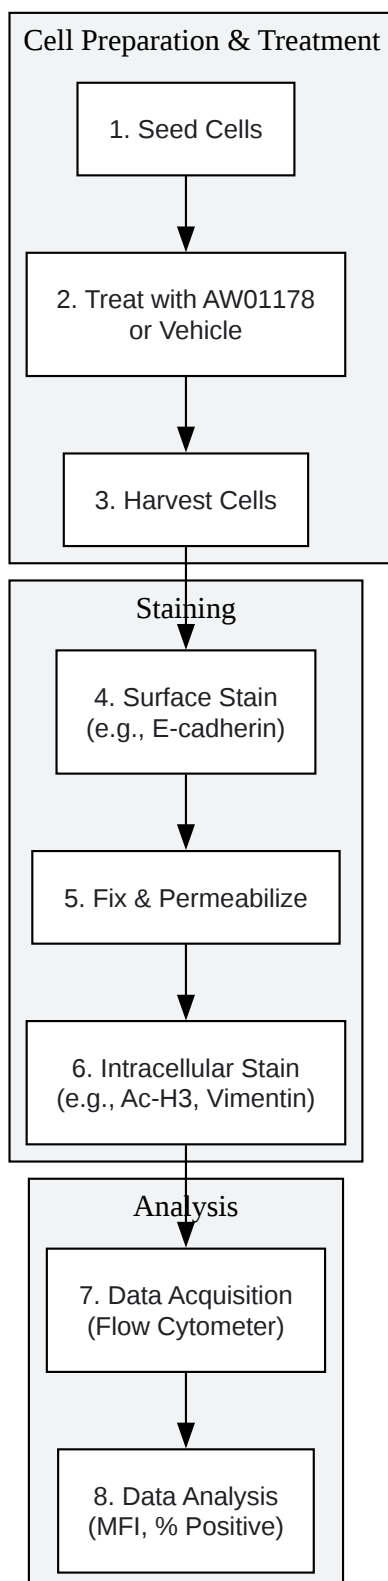 Cell Preparation & Treatment
1. Seed Cells
2. Treat with AW01178
or Vehicle
3. Harvest Cells
Staining
4. Surface Stain
(e.g., E-cadherin)
5. Fix & Permeabilize
6. Intracellular Stain
(e.g., Ac-H3, Vimentin)
Analysis
7. Data Acquisition
(Flow Cytometer)
8. Data Analysis
(MFI, % Positive)